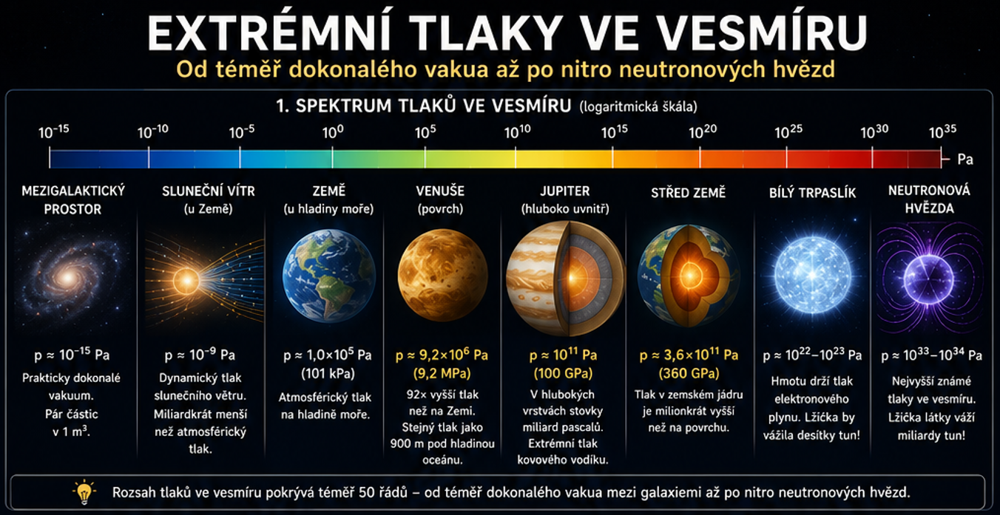 EXTRÉMNÍ TLAKY VE VESMÍRU
Od téměř dokonalého vakua až po nitro neutronových hvězd
1. SPEKTRUM TLAKŮ VE VESMÍRU (logaritmická škála)
10⁻¹⁵ 10⁻¹⁰ 10⁻⁵ 10⁰ 10⁵ 10¹⁰ 10¹⁵ 10²⁰ 10²⁵ 10³⁰ 10³⁵
Pa
MEZIGALAKTICKÝ
PROSTOR
p ≈ 10⁻¹⁵ Pa
Prakticky dokonalé
vakuum.
Pár částic
v 1 m³.
SLUNEČNÍ VÍTR
(u Země)
p ≈ 10⁻⁹ Pa
Dynamický tlak
slunečního větru.
Miliardkrát menší
než atmosférický
tlak.
ZEMĚ
(u hladiny moře)
p ≈ 1,0×10⁵ Pa
(101 kPa)
Atmosférický tlak
na hladině moře.
VENUŠE
(povrch)
p ≈ 9,2×10⁶ Pa
(9,2 MPa)
92× vyšší tlak
než na Zemi.
Stejný tlak jako
900 m pod hladinou
oceánu.
JUPITER
(hluboko uvnitř)
p ≈ 10¹¹ Pa
(100 GPa)
V hlubokých
vrstvách stovky
miliard pascalů.
Extrémní tlak
kovového vodíku.
STŘED ZEMĚ
p ≈ 3,6×10¹¹ Pa
(360 GPa)
Tlak v zemském jádru
je milionkrát vyšší
než na povrchu.
BÍLÝ TRPASLÍK
p ≈ 10²²–10²³ Pa
Hmotu drží tlak
elektronového
plynu. Lžička by
vážila desítky tun!
NEUTRONOVÁ
HVĚZDA
p ≈ 10³³–10³⁴ Pa
Nejvyšší známé
tlaky ve vesmíru.
Lžička látky váží
miliardy tun!
Rozsah tlaků ve vesmíru pokrývá téměř 50 řádů – od téměř dokonalého vakua mezi galaxiemi až po nitro neutronových hvězd.